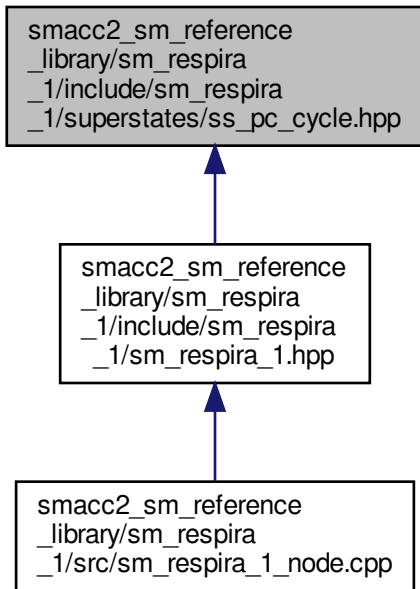 smacc2_sm_reference
_library/sm_respira
_1/include/sm_respira
_1/superstates/ss_pc_cycle.hpp
smacc2_sm_reference
_library/sm_respira
_1/include/sm_respira
_1/sm_respira_1.hpp
smacc2_sm_reference
_library/sm_respira
_1/src/sm_respira_1_node.cpp